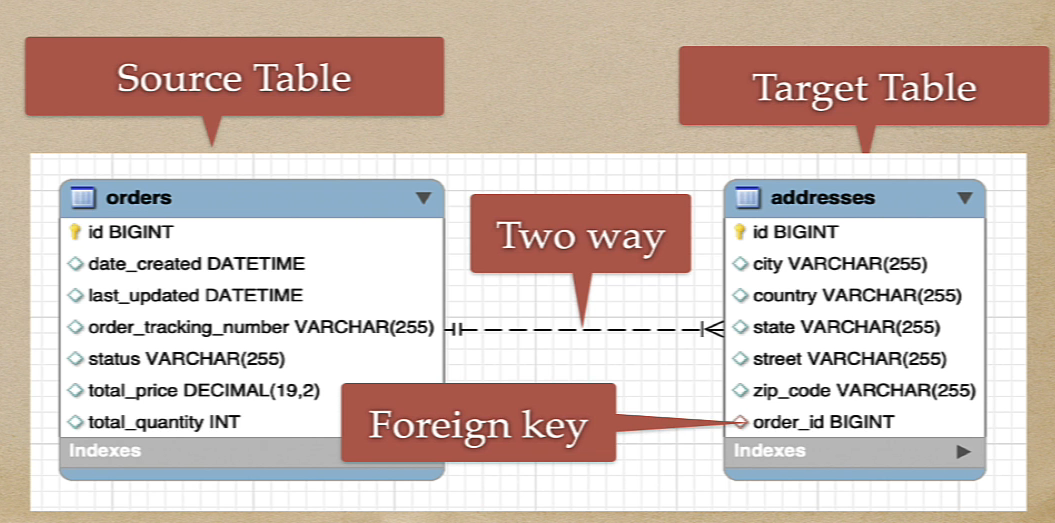 Source Table
Target Table
orders
id BIGINT
date_created DATETIME
last_updated DATETIME
order_tracking_number VARCHAR(255)
status VARCHAR(255)
total_price DECIMAL(19,2)
total_quantity INT
Indexes
Two way
Foreign key
addresses
id BIGINT
city VARCHAR(255)
country VARCHAR(255)
state VARCHAR(255)
street VARCHAR(255)
zip_code VARCHAR(255)
order_id BIGINT
Indexes